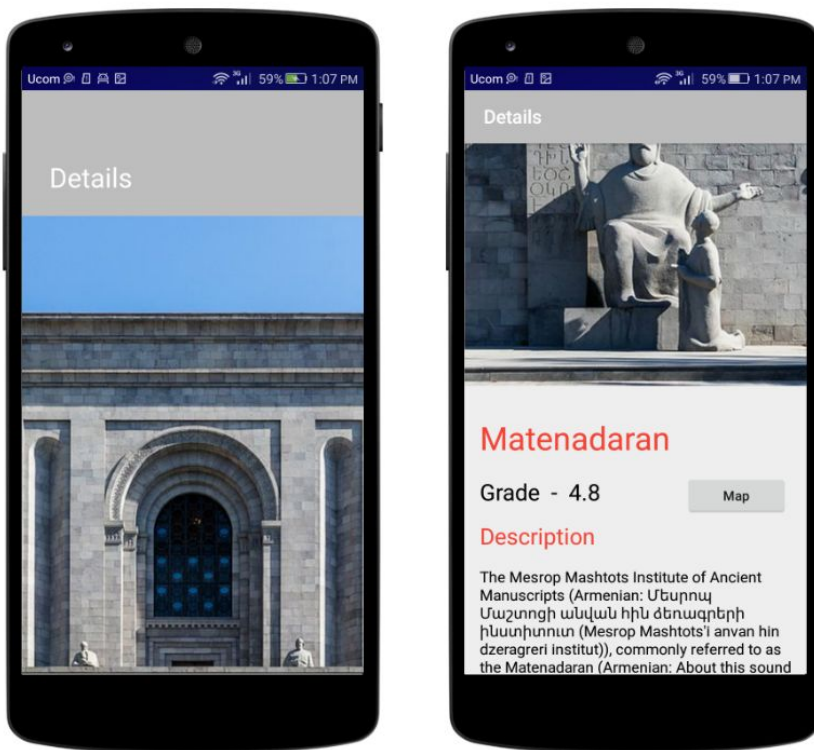 Ucom 3G 59% 1:07 PM
Details
Ucom 3G 59% 1:07 PM
Details
Matenadaran
Grade - 4.8
Map
Description
The Mesrop Mashtots Institute of Ancient
Manuscripts (Armenian: Մեսրոպ
Մաշտոցի անվան հին ձեռագրերի
ինստիտուտ (Mesrop Mashtots'i anvan hin
dzeragreri institut)), commonly referred to as
the Matenadaran (Armenian: About this sound